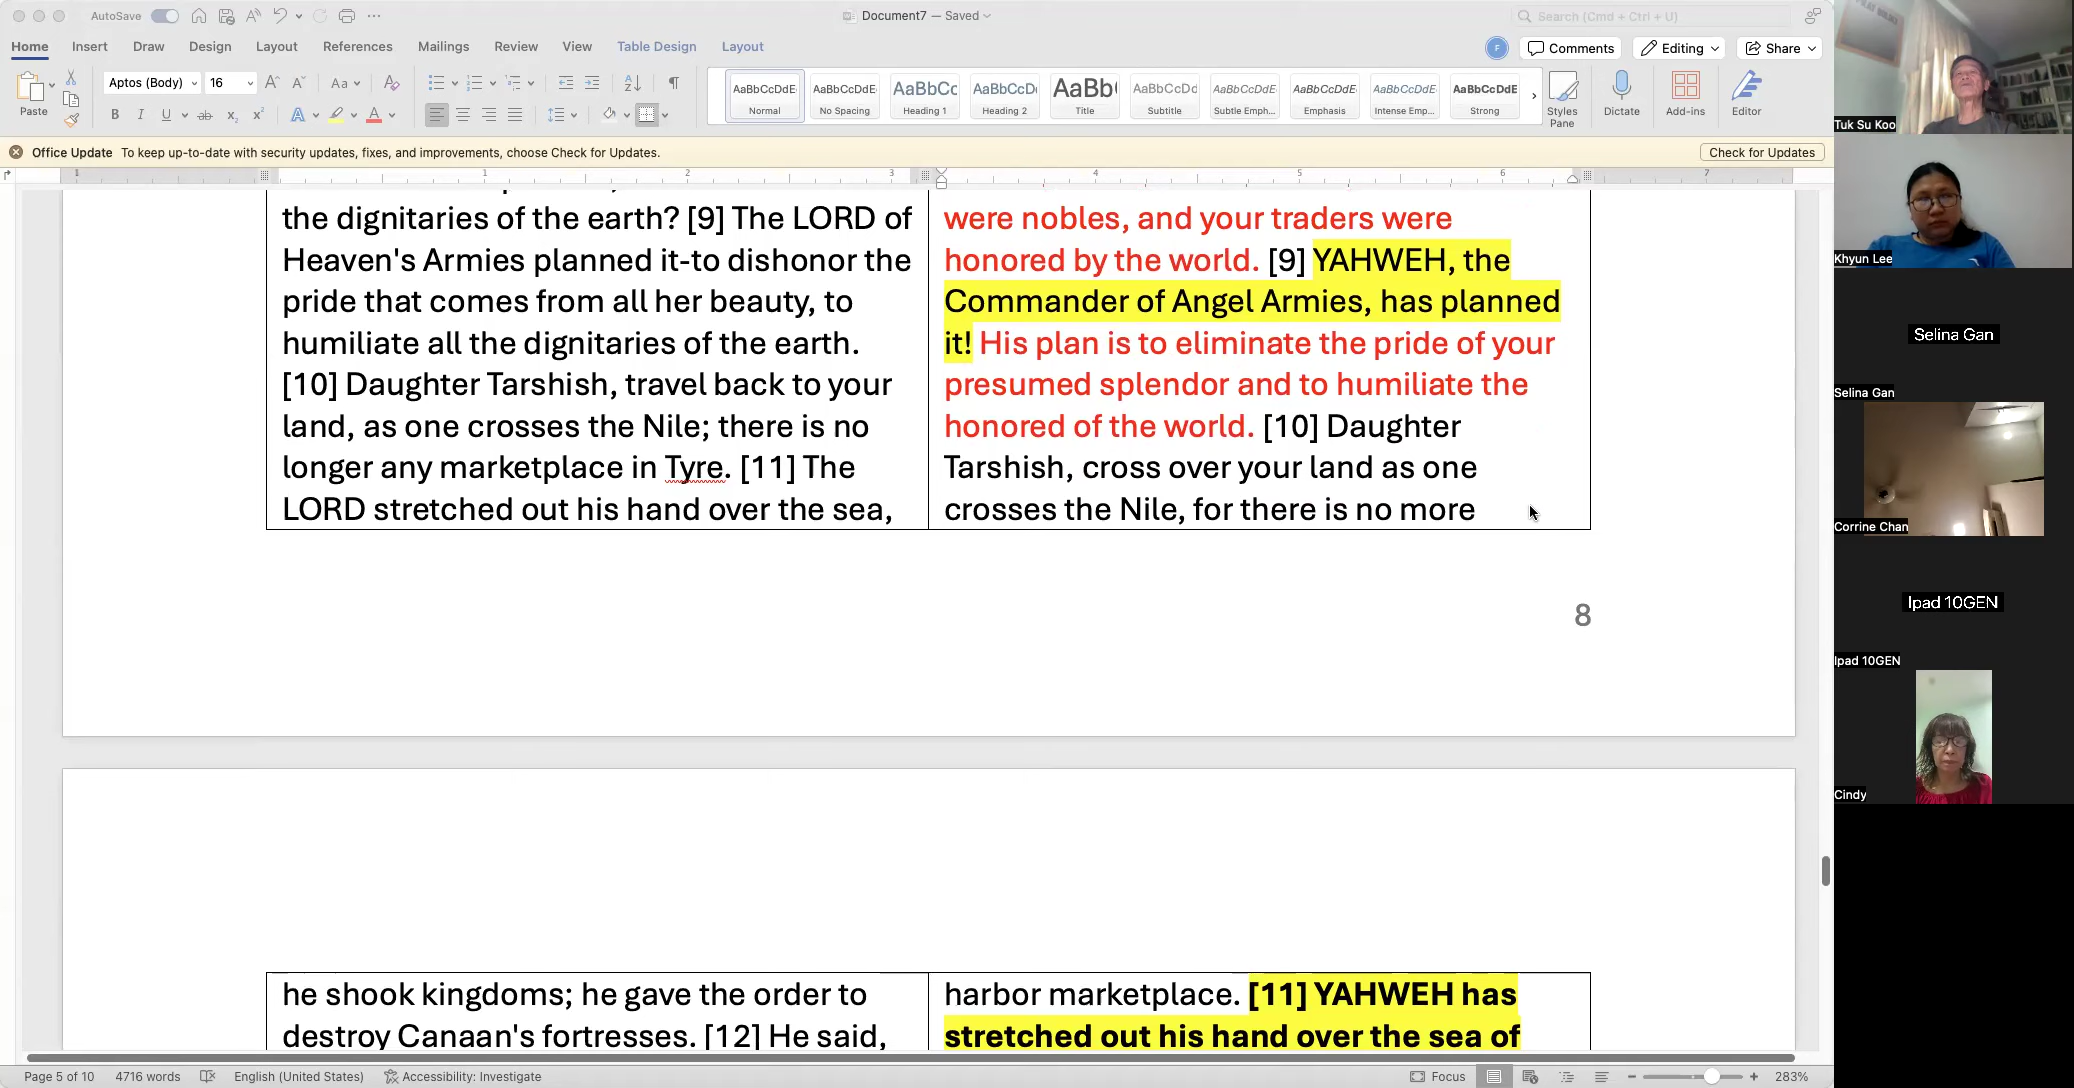 AutoSave
Document7 — Saved
Search (Cmd + Ctrl + U)
Home Insert Draw Design Layout References Mailings Review View Table Design Layout
F Comments Editing Share
Paste
Aptos (Body) 16
AaBbCcDdE Normal
AaBbCcDdE No Spacing
AaBbCc Heading 1
AaBbCcD Heading 2
AaBb Title
AaBbCcDd Subtitle
AaBbCcDdE Subtle Emph...
AaBbCcDdE Emphasis
AaBbCcDdE Intense Emp...
AaBbCcDdE Strong
Styles Pane
Dictate
Add-ins
Editor
Office Update To keep up-to-date with security updates, fixes, and improvements, choose Check for Updates.
Check for Updates
1 1 2 3 4 5 6 7
the dignitaries of the earth? [9] The LORD of
Heaven's Armies planned it-to dishonor the
pride that comes from all her beauty, to
humiliate all the dignitaries of the earth.
[10] Daughter Tarshish, travel back to your
land, as one crosses the Nile; there is no
longer any marketplace in Tyre. [11] The
LORD stretched out his hand over the sea,
were nobles, and your traders were
honored by the world. [9] YAHWEH, the
Commander of Angel Armies, has planned
it! His plan is to eliminate the pride of your
presumed splendor and to humiliate the
honored of the world. [10] Daughter
Tarshish, cross over your land as one
crosses the Nile, for there is no more
8
he shook kingdoms; he gave the order to
destroy Canaan's fortresses. [12] He said,
harbor marketplace. [11] YAHWEH has
stretched out his hand over the sea of
Page 5 of 10 4716 words English (United States) Accessibility: Investigate
Focus 283%
Tuk Su Koo
Khyun Lee
Selina Gan
Selina Gan
Corrine Chan
Ipad 10GEN
Ipad 10GEN
Cindy